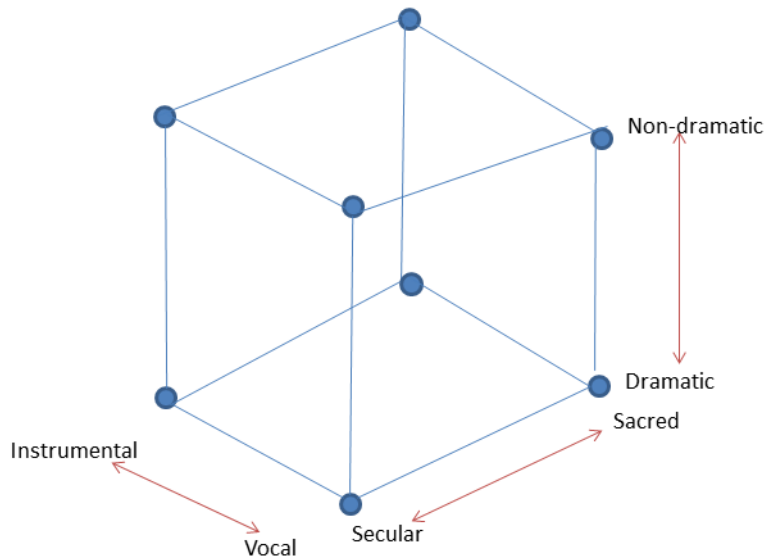 Non-dramatic
Dramatic
Sacred
Instrumental
Secular
Vocal